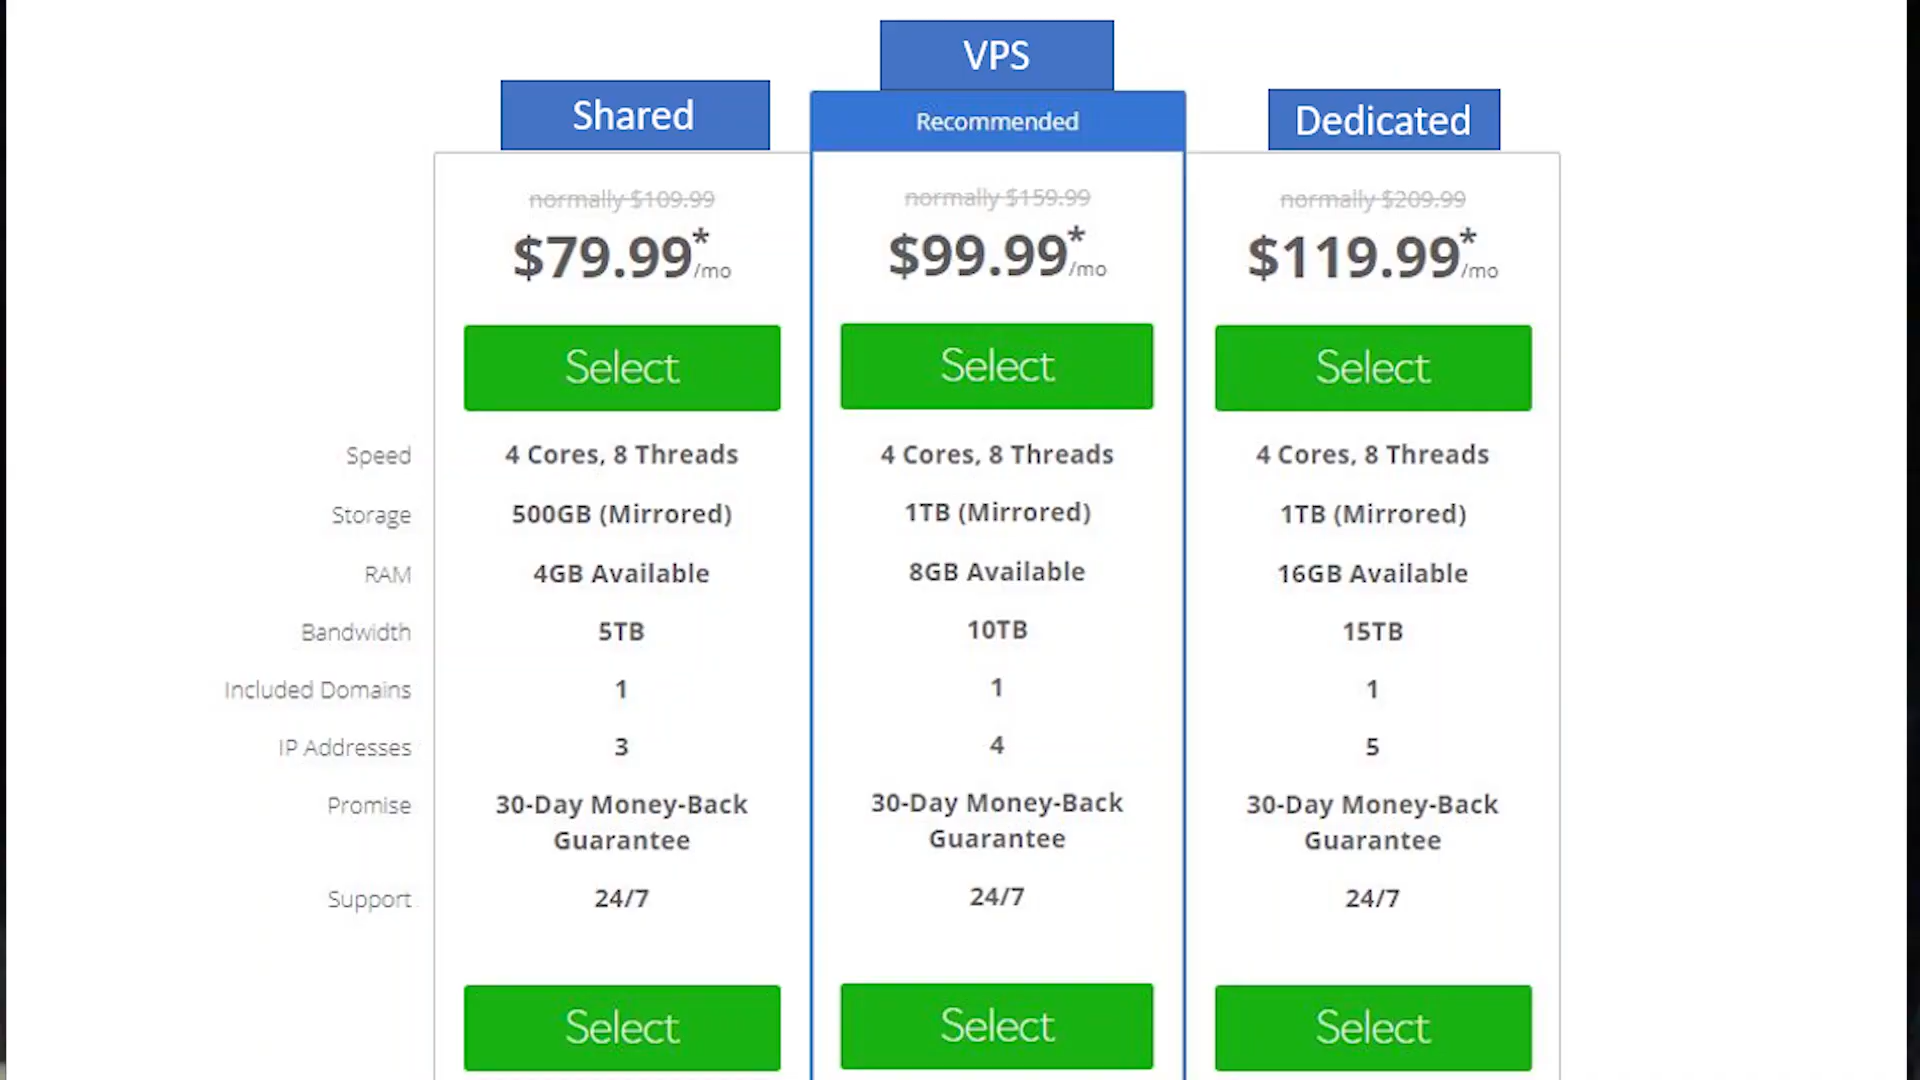 VPS
Shared
Recommended
Dedicated
normally $109.99
normally $159.99
normally $209.99
$79.99*/mo
$99.99*/mo
$119.99*/mo
Select
Select
Select
Speed
4 Cores, 8 Threads
4 Cores, 8 Threads
4 Cores, 8 Threads
Storage
500GB (Mirrored)
1TB (Mirrored)
1TB (Mirrored)
RAM
4GB Available
8GB Available
16GB Available
Bandwidth
5TB
10TB
15TB
Included Domains
1
1
1
IP Addresses
3
4
5
Promise
30-Day Money-Back
Guarantee
30-Day Money-Back
Guarantee
30-Day Money-Back
Guarantee
Support
24/7
24/7
24/7
Select
Select
Select